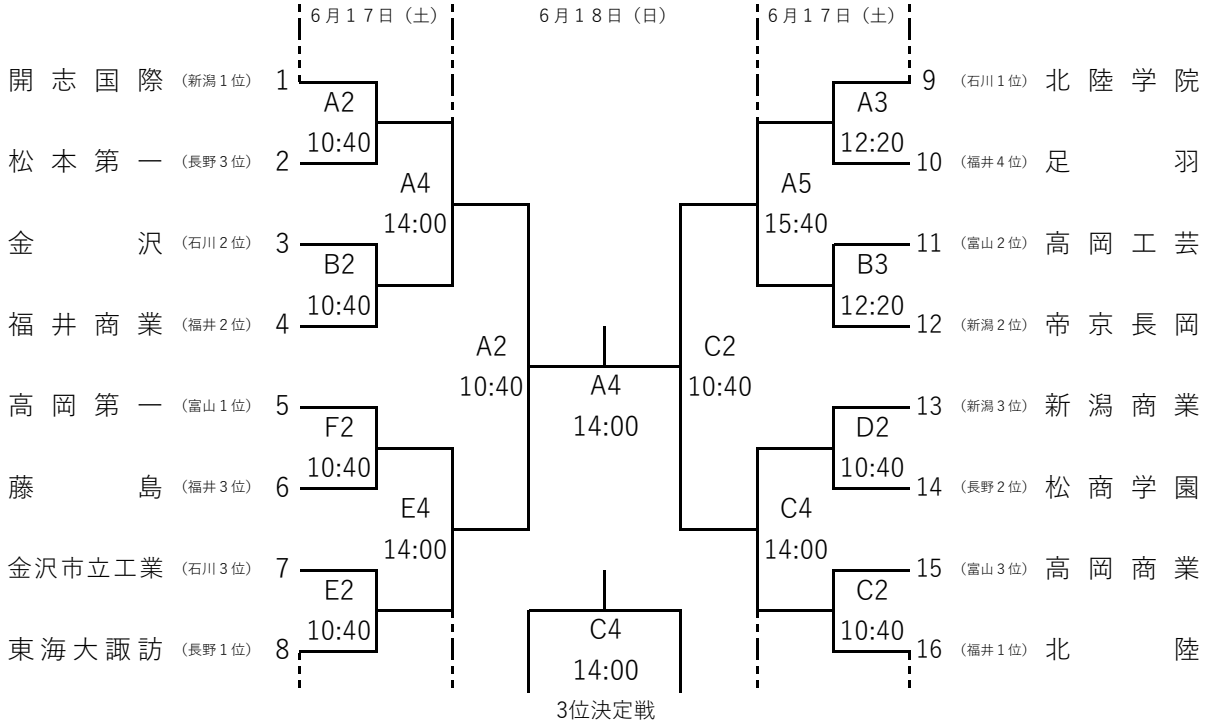 6月17日（土） 6月18日（日） 6月17日（土）
開志国際 （新潟1位） 1
A2
10:40
松本第一 （長野3位） 2
A4
14:00
金沢 （石川2位） 3
B2
10:40
福井商業 （福井2位） 4
A2
10:40
高岡第一 （富山1位） 5
F2
10:40
藤島 （福井3位） 6
E4
14:00
金沢市立工業 （石川3位） 7
E2
10:40
東海大諏訪 （長野1位） 8
A4
14:00
C4
14:00
3位決定戦
9 （石川1位） 北陸学院
A3
12:20
10 （福井4位） 足羽
A5
15:40
11 （富山2位） 高岡工芸
B3
12:20
12 （新潟2位） 帝京長岡
C2
10:40
13 （新潟3位） 新潟商業
D2
10:40
14 （長野2位） 松商学園
C4
14:00
15 （富山3位） 高岡商業
C2
10:40
16 （福井1位） 北陸